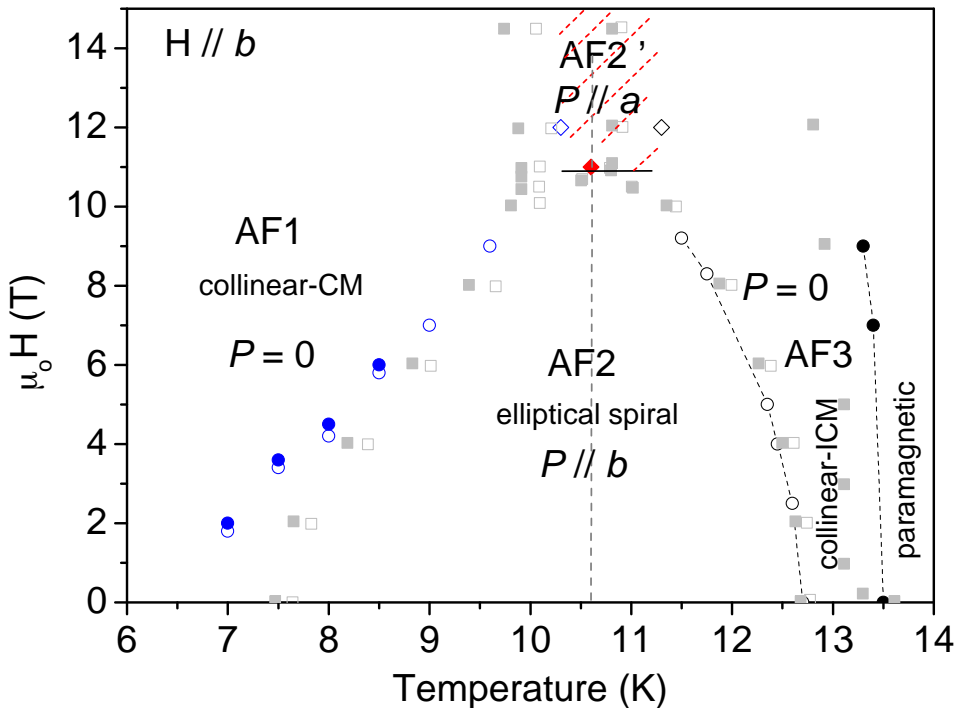 H // b
AF2 '
P // a
AF1
collinear-CM
P = 0
P = 0
AF3
AF2
elliptical spiral
P // b
collinear-ICM
paramagnetic
14
12
10
8
6
4
2
0
μoH (T)
6 7 8 9 10 11 12 13 14
Temperature (K)